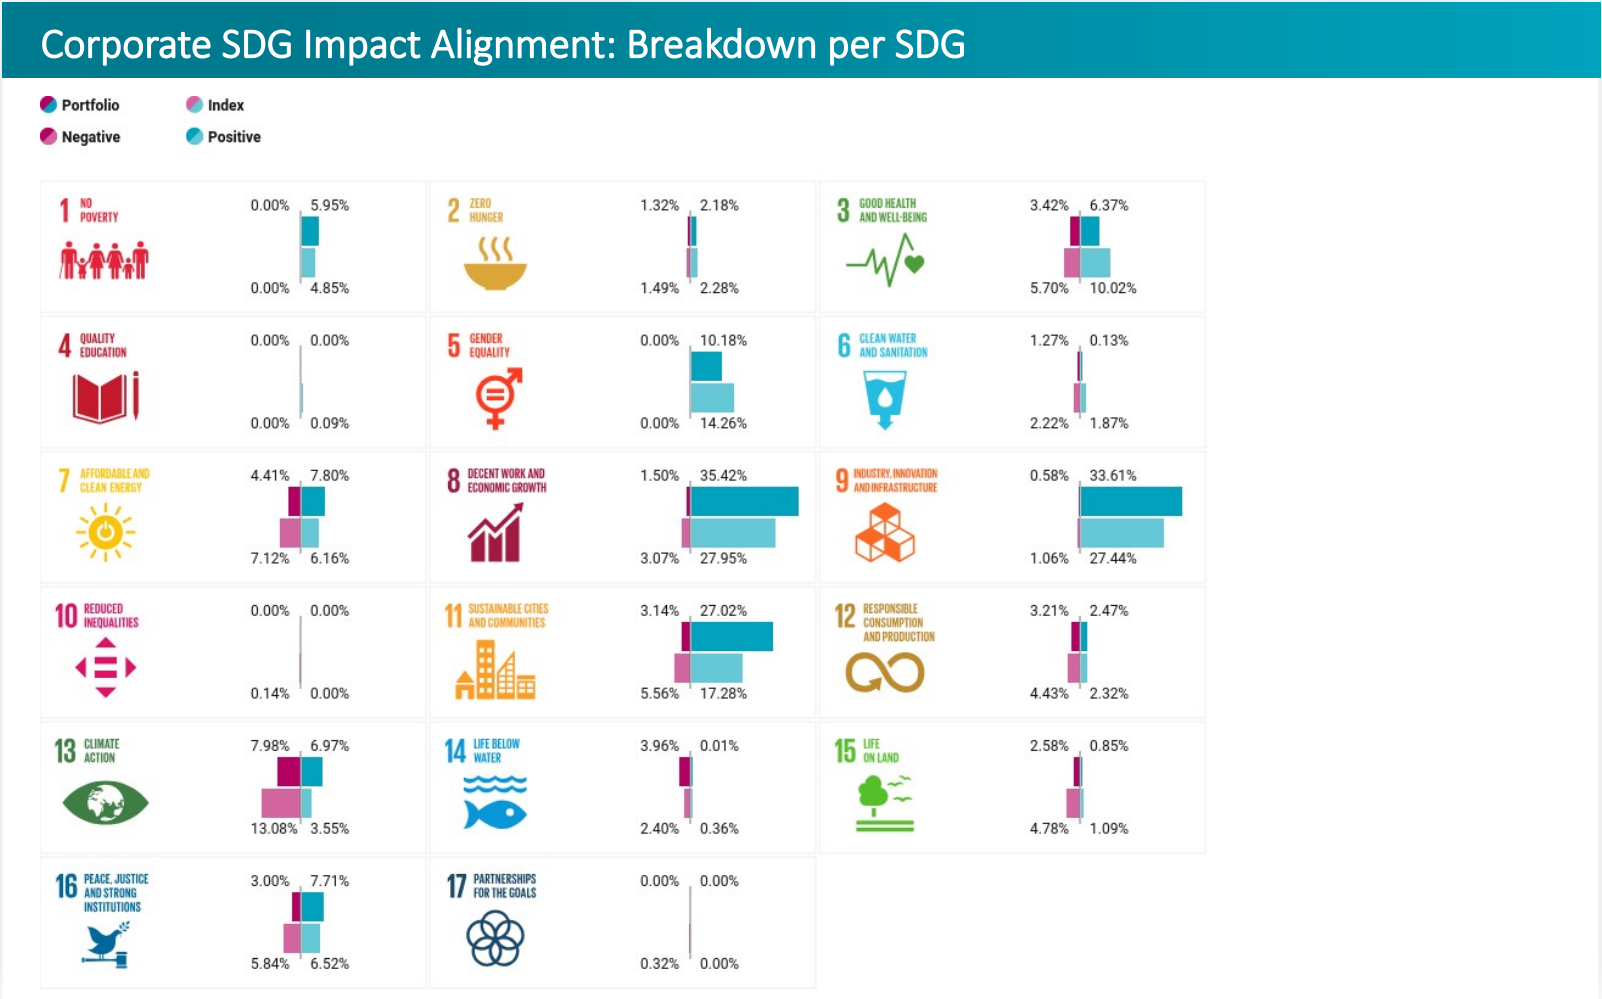 Corporate SDG Impact Alignment: Breakdown per SDG
Portfolio
Index
Negative
Positive
1 NO
POVERTY
0.00% 5.95%
0.00% 4.85%
2 ZERO
HUNGER
1.32% 2.18%
1.49% 2.28%
3 GOOD HEALTH
AND WELL-BEING
3.42% 6.37%
5.70% 10.02%
4 QUALITY
EDUCATION
0.00% 0.00%
0.00% 0.09%
5 GENDER
EQUALITY
0.00% 10.18%
0.00% 14.26%
6 CLEAN WATER
AND SANITATION
1.27% 0.13%
2.22% 1.87%
7 AFFORDABLE AND
CLEAN ENERGY
4.41% 7.80%
7.12% 6.16%
8 DECENT WORK AND
ECONOMIC GROWTH
1.50% 35.42%
3.07% 27.95%
9 INDUSTRY, INNOVATION
AND INFRASTRUCTURE
0.58% 33.61%
1.06% 27.44%
10 REDUCED
INEQUALITIES
0.00% 0.00%
0.14% 0.00%
11 SUSTAINABLE CITIES
AND COMMUNITIES
3.14% 27.02%
5.56% 17.28%
12 RESPONSIBLE
CONSUMPTION
AND PRODUCTION
3.21% 2.47%
4.43% 2.32%
13 CLIMATE
ACTION
7.98% 6.97%
13.08% 3.55%
14 LIFE BELOW
WATER
3.96% 0.01%
2.40% 0.36%
15 LIFE
ON LAND
2.58% 0.85%
4.78% 1.09%
16 PEACE, JUSTICE
AND STRONG
INSTITUTIONS
3.00% 7.71%
5.84% 6.52%
17 PARTNERSHIPS
FOR THE GOALS
0.00% 0.00%
0.32% 0.00%